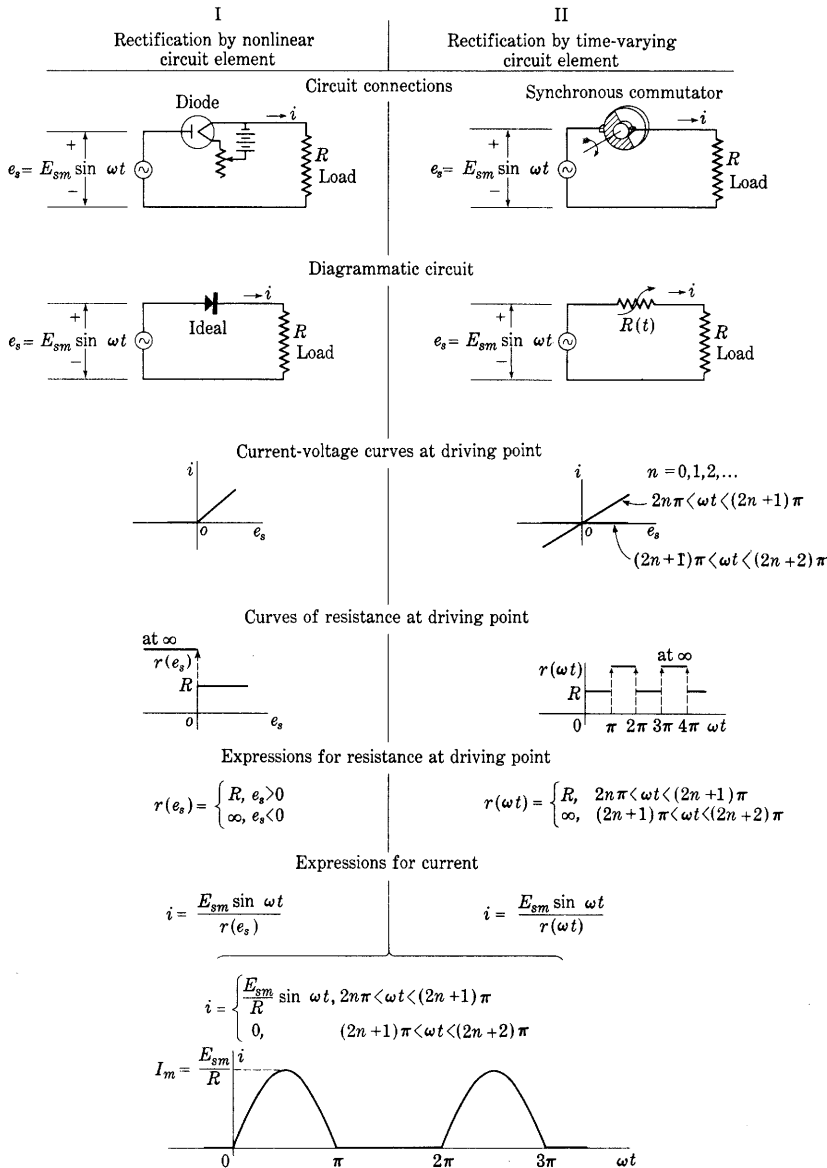 I
II
Rectification by nonlinear
circuit element
Rectification by time-varying
circuit element
Circuit connections
Diode
i
+
e_s = E_sm sin ωt
−
R
Load
Synchronous commutator
i
+
e_s = E_sm sin ωt
−
R
Load
Diagrammatic circuit
i
Ideal
+
e_s = E_sm sin ωt
−
R
Load
i
R(t)
+
e_s = E_sm sin ωt
−
R
Load
Current-voltage curves at driving point
i
o
e_s
i
n = 0,1,2,...
2nπ<ωt<(2n+1)π
o
e_s
(2n+1)π<ωt<(2n+2)π
Curves of resistance at driving point
at ∞
r(e_s)
R
o
e_s
at ∞
r(ωt)
R
0 π 2π 3π 4π ωt
Expressions for resistance at driving point
r(e_s) = { R, e_s>0
∞, e_s<0
r(ωt) = { R, 2nπ<ωt<(2n+1)π
∞, (2n+1)π<ωt<(2n+2)π
Expressions for current
i = E_sm sin ωt / r(e_s)
i = E_sm sin ωt / r(ωt)
i = { E_sm/R sin ωt, 2nπ<ωt<(2n+1)π
0, (2n+1)π<ωt<(2n+2)π
I_m = E_sm/R
i
0 π 2π 3π ωt